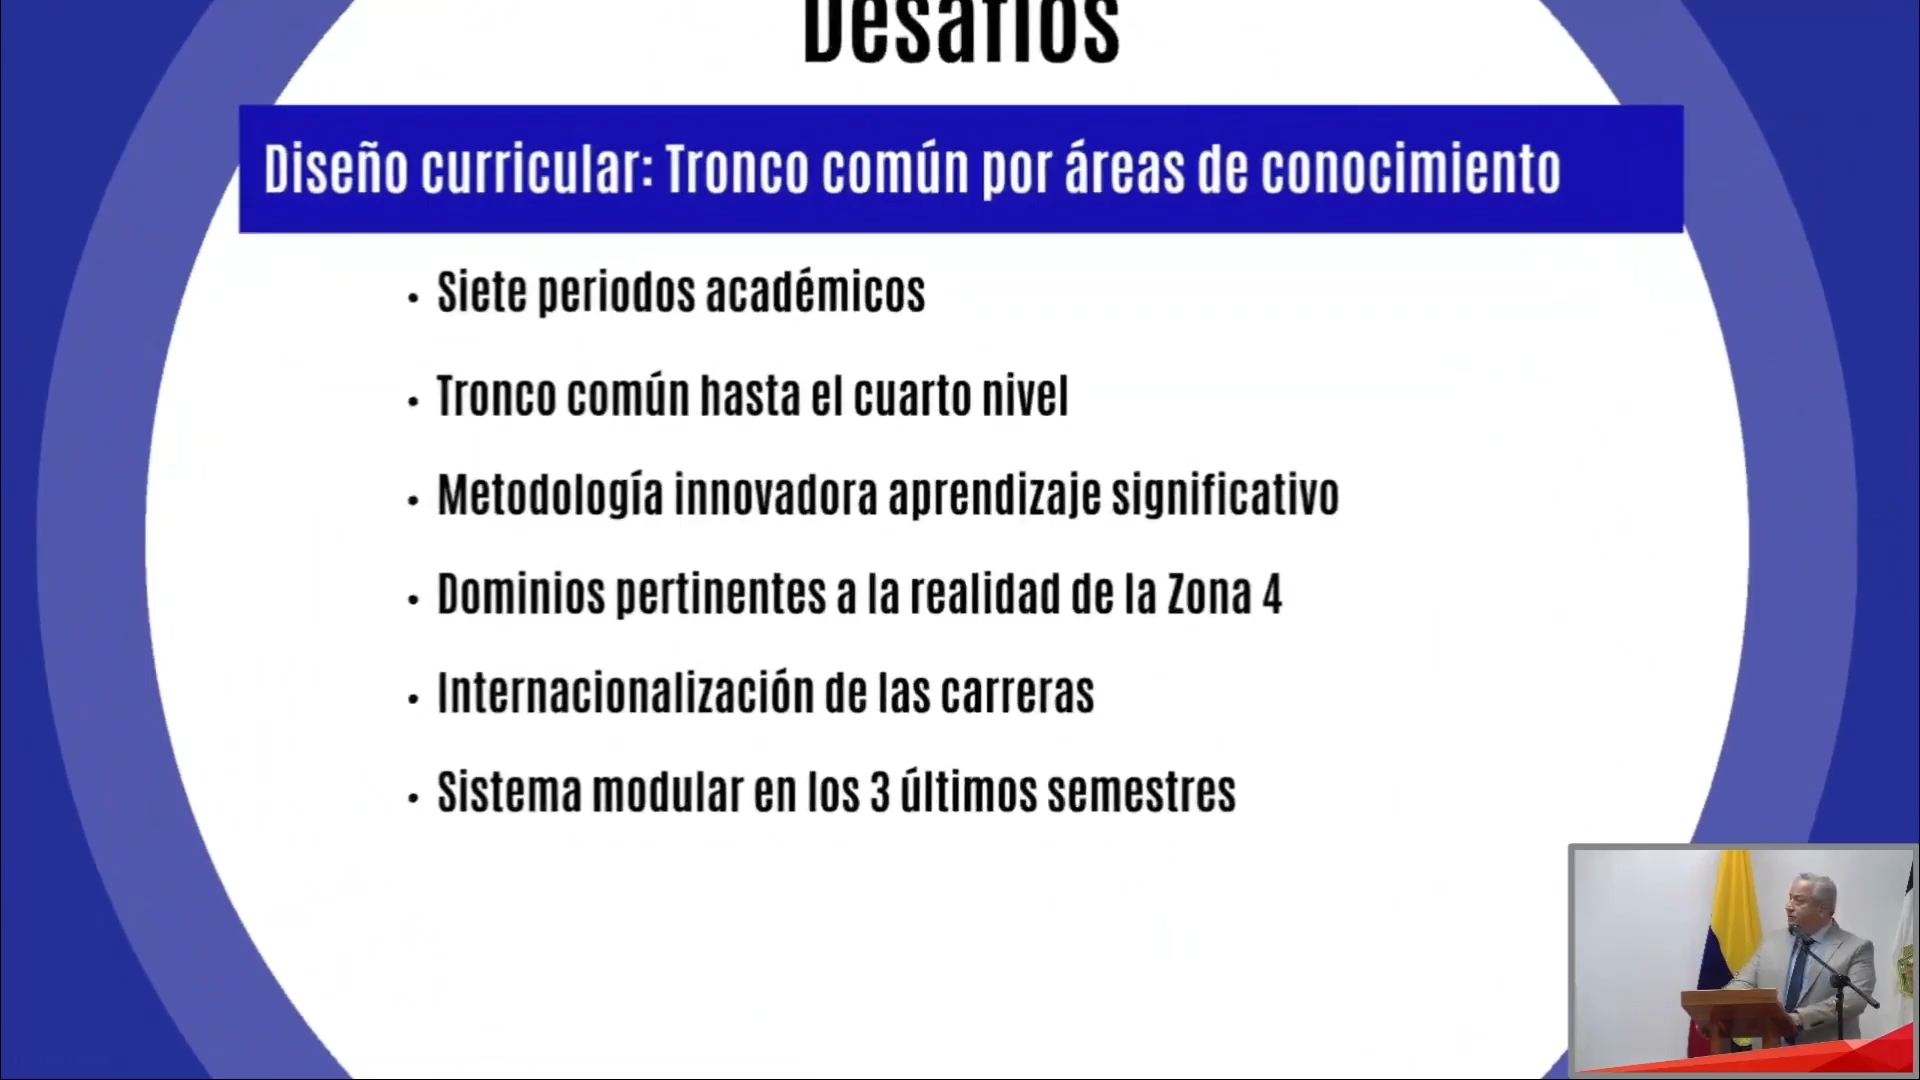 Desafíos
Diseño curricular: Tronco común por áreas de conocimiento
• Siete periodos académicos
• Tronco común hasta el cuarto nivel
• Metodología innovadora aprendizaje significativo
• Dominios pertinentes a la realidad de la Zona 4
• Internacionalización de las carreras
• Sistema modular en los 3 últimos semestres